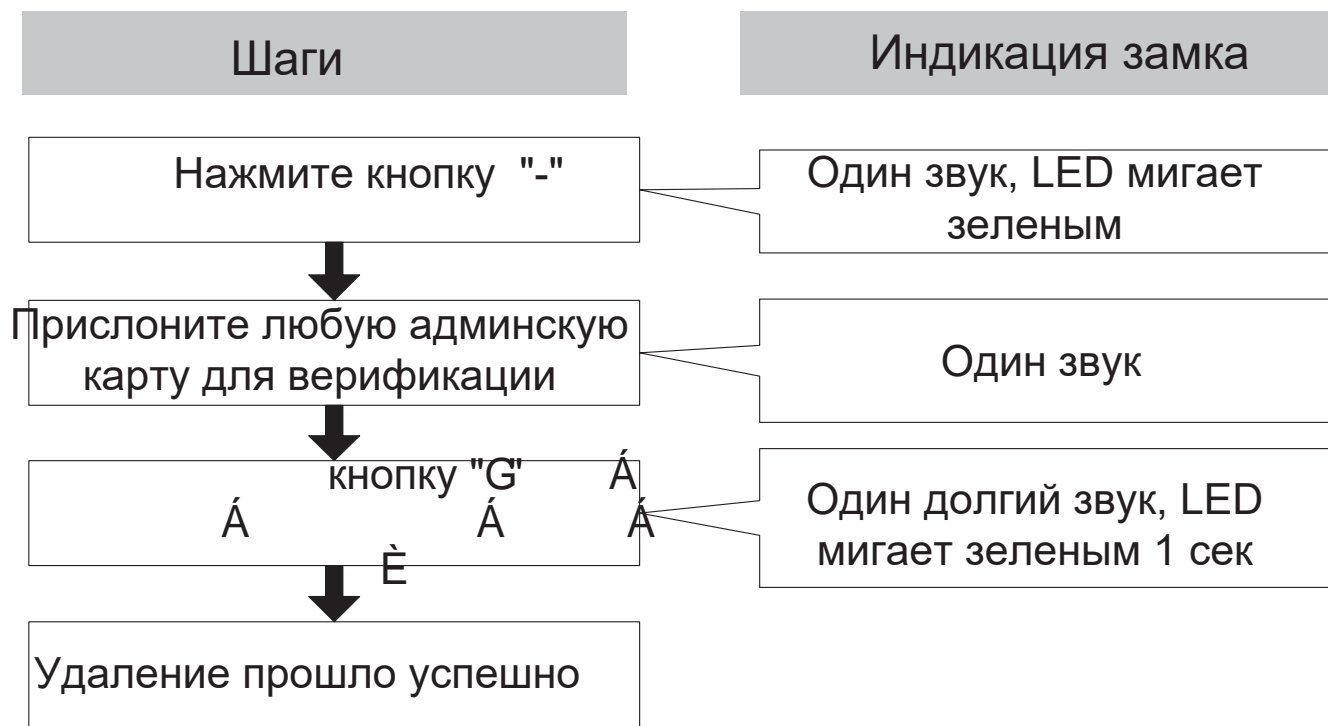 Шаги
Индикация замка
Нажмите кнопку "-"
Один звук, LED мигает
зеленым
Прислоните любую админскую
карту для верификации
Один звук
кнопку "G" Á
Á Á Á
È
Один долгий звук, LED
мигает зеленым 1 сек
Удаление прошло успешно